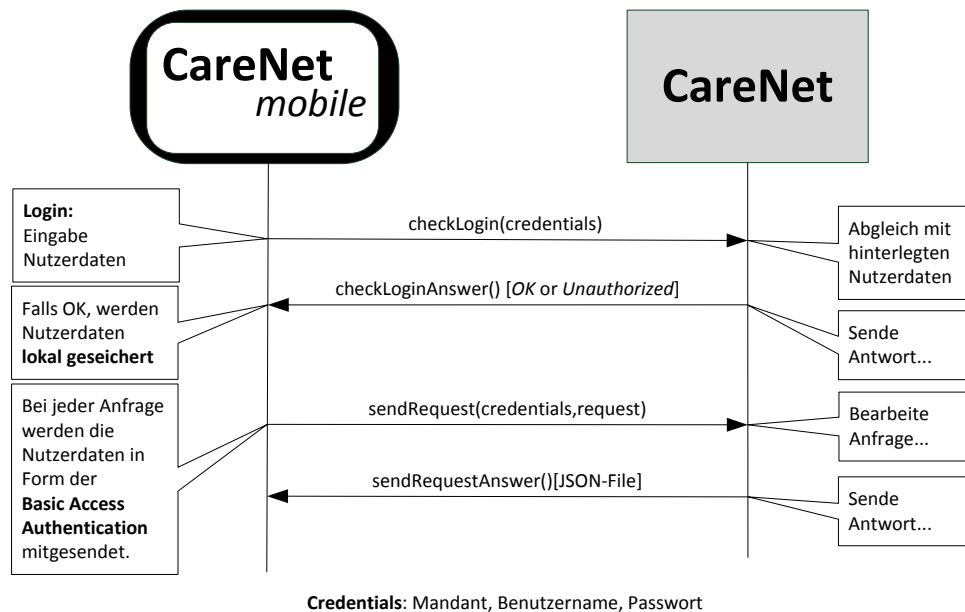 CareNet
mobile
CareNet
Login:
Eingabe
Nutzerdaten
checkLogin(credentials)
Abgleich mit
hinterlegten
Nutzerdaten
checkLoginAnswer() [OK or Unauthorized]
Falls OK, werden
Nutzerdaten
lokal gesichert
Sende
Antwort...
Bei jeder Anfrage
werden die
Nutzerdaten in
Form der
Basic Access
Authentication
mitgesendet.
sendRequest(credentials,request)
Bearbeite
Anfrage...
sendRequestAnswer()[JSON-File]
Sende
Antwort...
Credentials: Mandant, Benutzername, Passwort